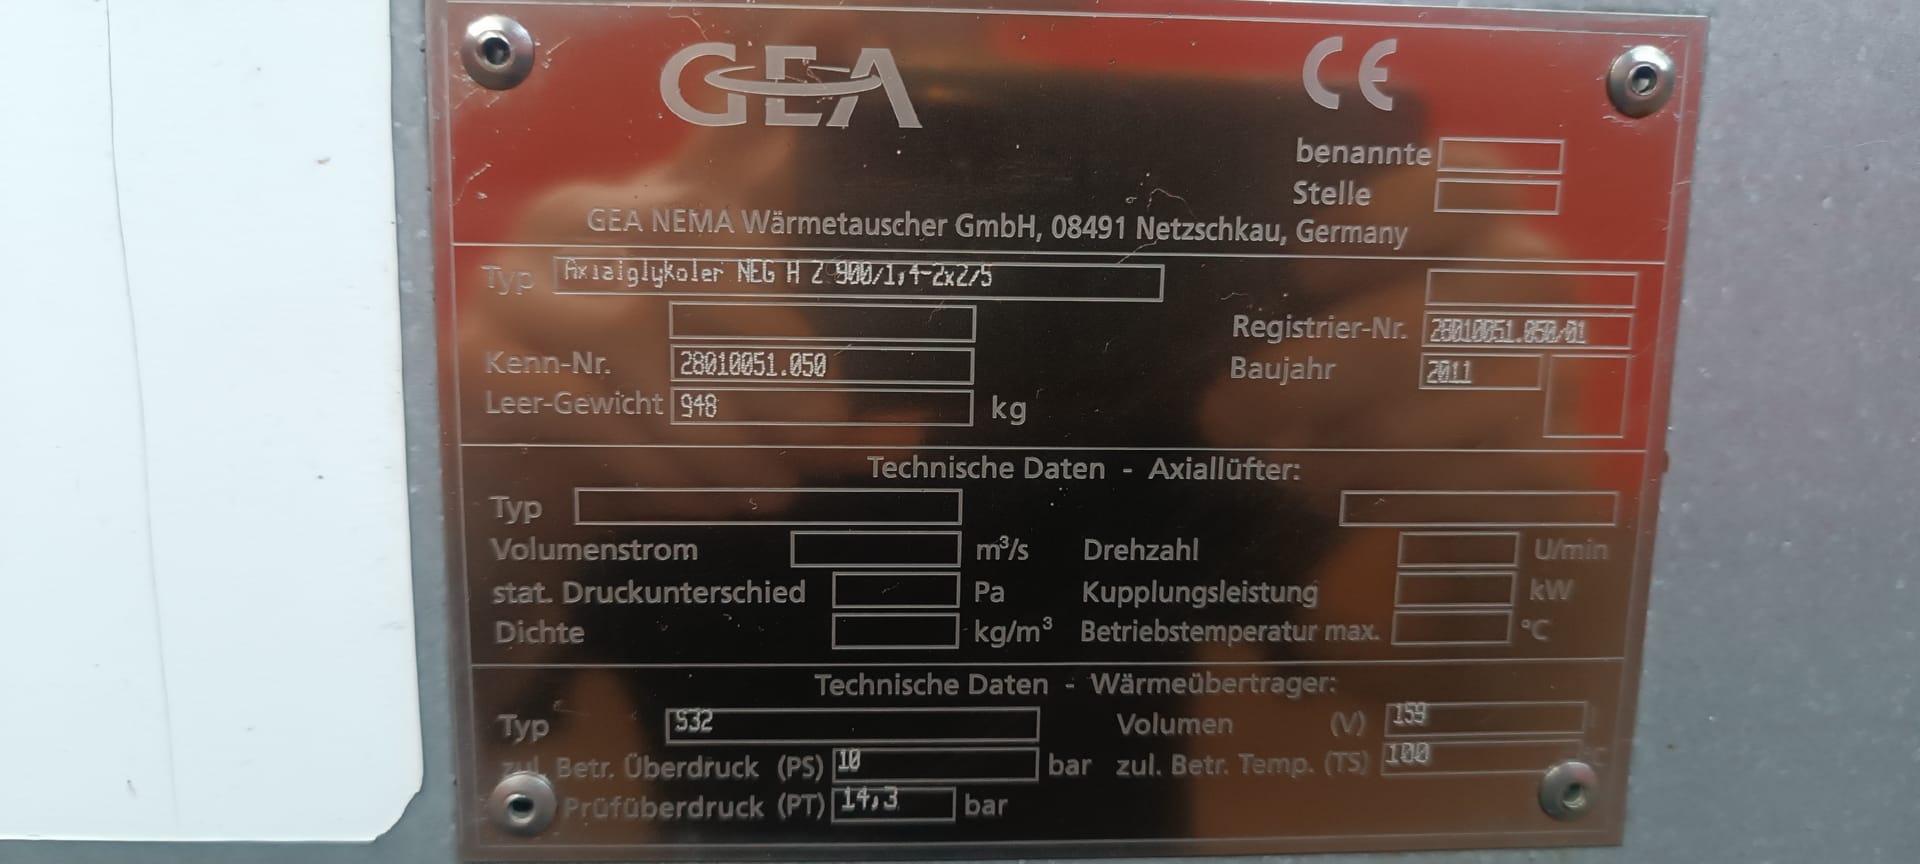 GEA CE
benannte
Stelle
GEA NEMA Wärmetauscher GmbH, 08491 Netzschkau, Germany
Typ Axialglykoler NEG H 2 900/1,4-2x2/5
Registrier-Nr. 28010051.050/01
Kenn-Nr. 28010051.050
Baujahr 2011
Leer-Gewicht 948 kg
Technische Daten - Axiallüfter:
Typ
Volumenstrom m³/s Drehzahl U/min
stat. Druckunterschied Pa Kupplungsleistung kW
Dichte kg/m³ Betriebstemperatur max. °C
Technische Daten - Wärmeübertrager:
Typ S32 Volumen (V) 159 l
zul. Betr. Überdruck (PS) 10 bar zul. Betr. Temp. (TS) 100 °C
Prüfüberdruck (PT) 14,3 bar